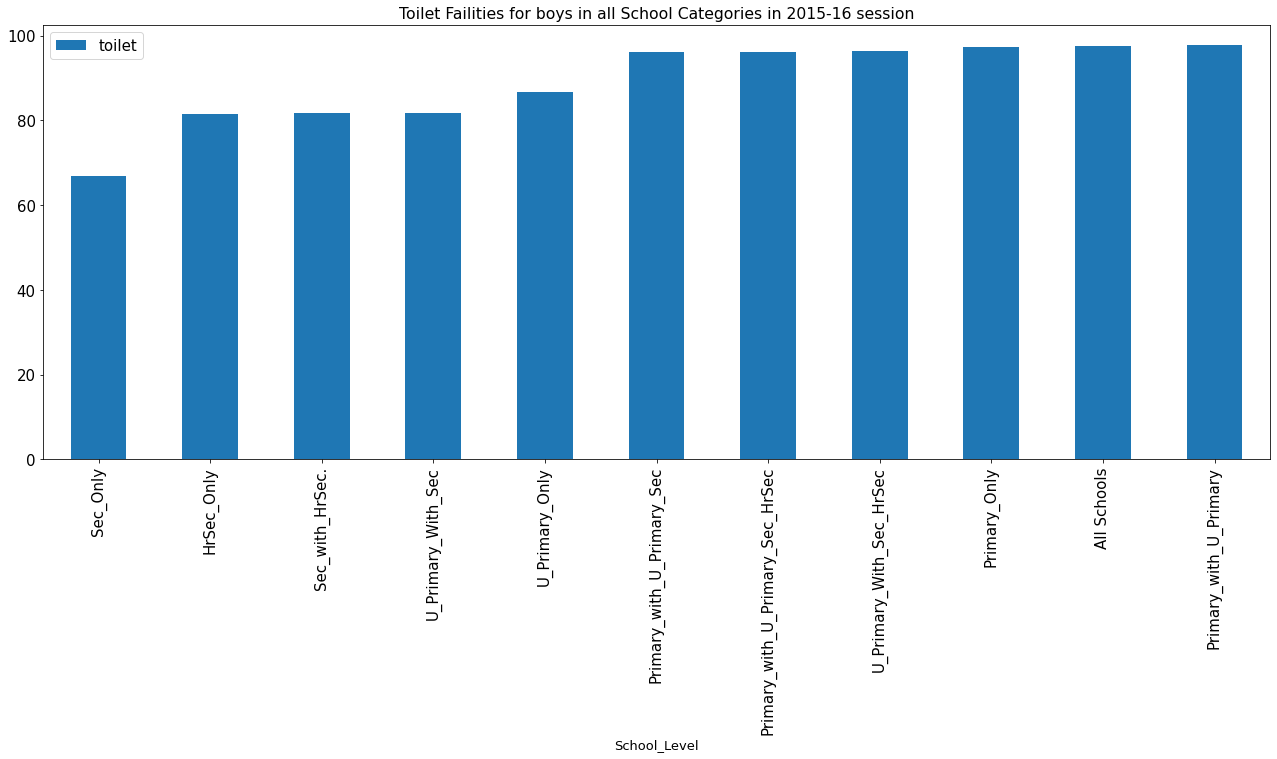 Toilet Failities for boys in all School Categories in 2015-16 session
toilet
100
80
60
40
20
0
Sec_Only
HrSec_Only
Sec_with_HrSec.
U_Primary_With_Sec
U_Primary_Only
Primary_with_U_Primary_Sec
Primary_with_U_Primary_Sec_HrSec
U_Primary_With_Sec_HrSec
Primary_Only
All Schools
Primary_with_U_Primary
School_Level